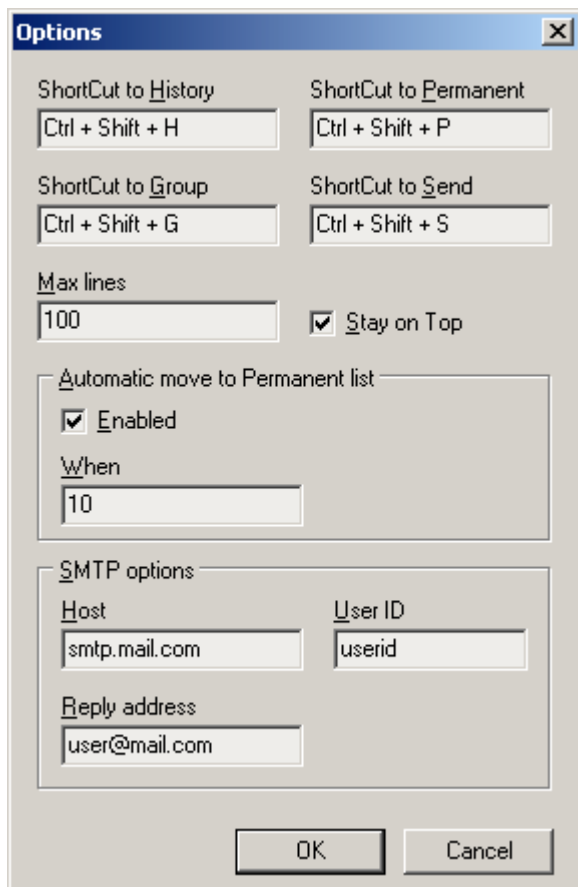 Options
ShortCut to History
ShortCut to Permanent
Ctrl + Shift + H
Ctrl + Shift + P
ShortCut to Group
ShortCut to Send
Ctrl + Shift + G
Ctrl + Shift + S
Max lines
100
Stay on Top
Automatic move to Permanent list
Enabled
When
10
SMTP options
Host
User ID
smtp.mail.com
userid
Reply address
user@mail.com
OK
Cancel